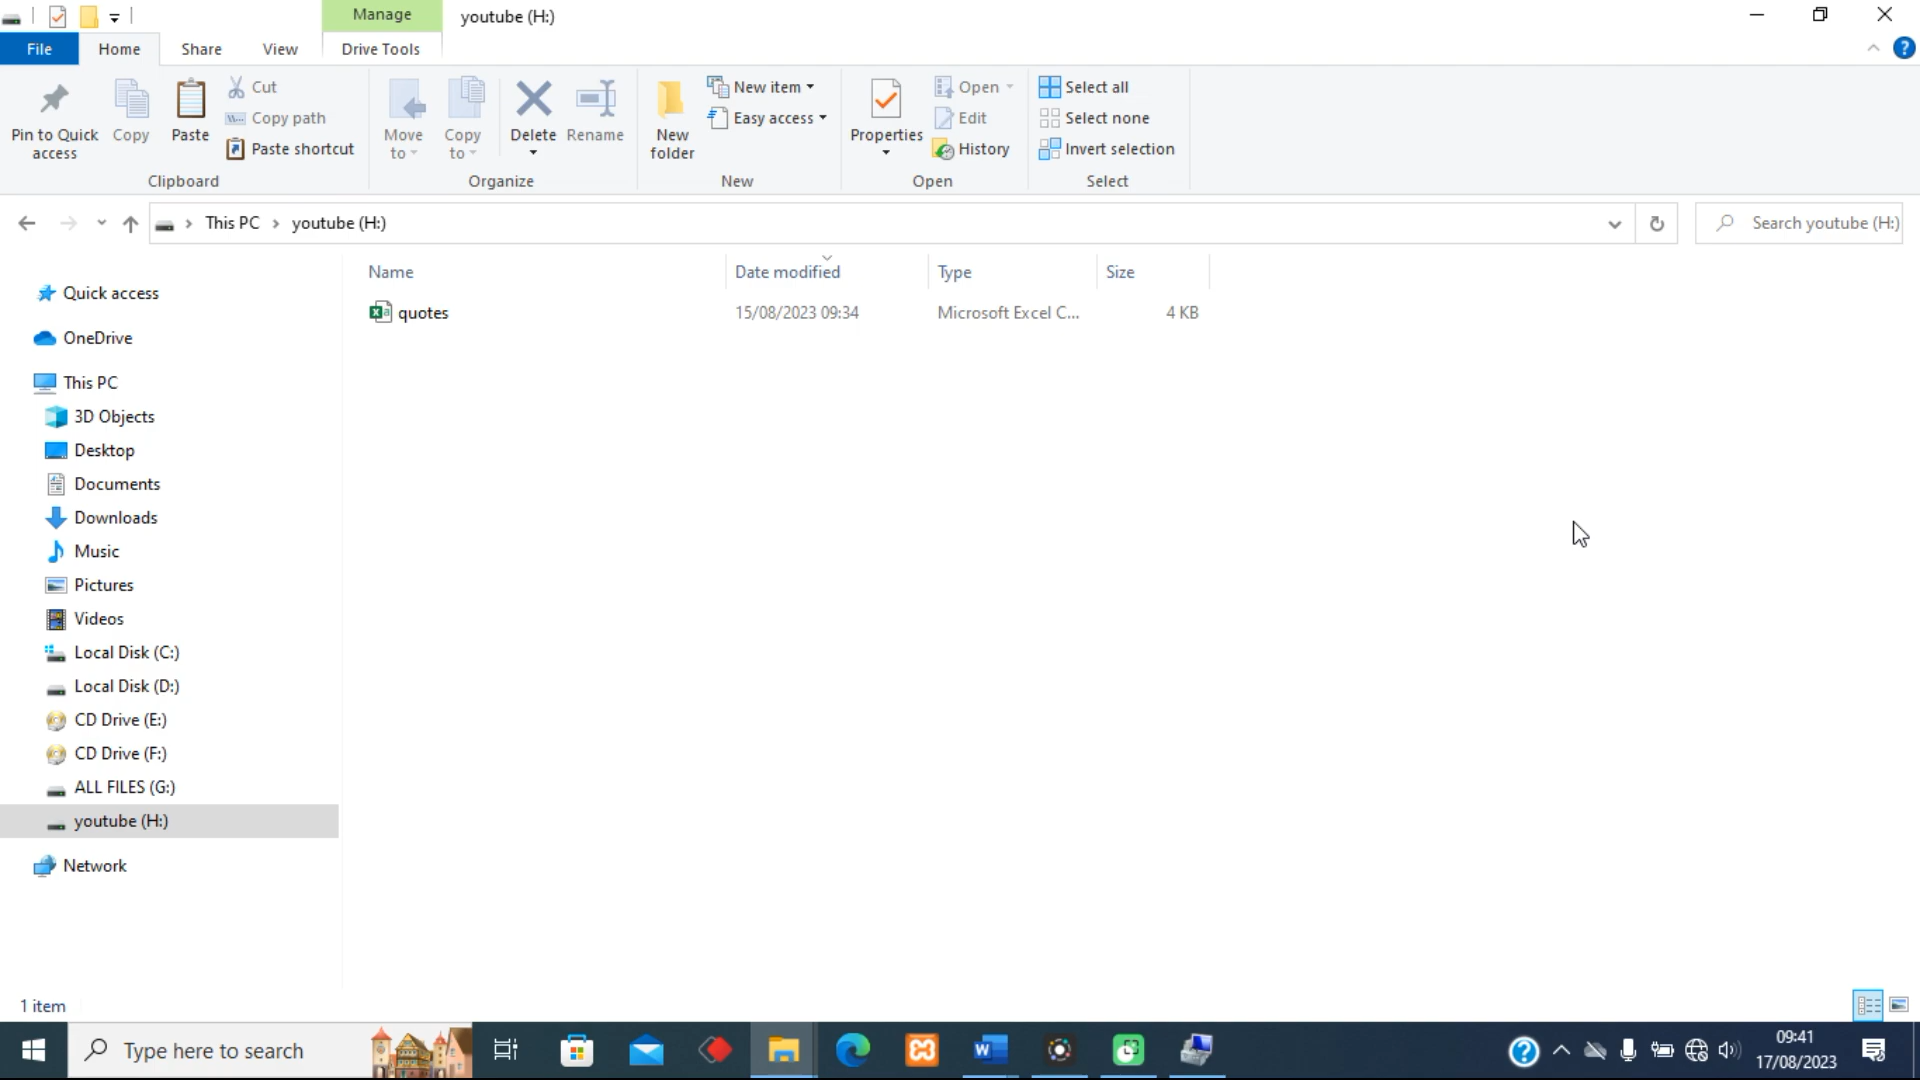 Manage
youtube (H:)
File
Home
Share
View
Drive Tools
Pin to Quick access
Copy
Paste
Cut
Copy path
Paste shortcut
Clipboard
Move to
Copy to
Delete
Rename
Organize
New folder
New item
Easy access
New
Properties
Open
Edit
History
Open
Select all
Select none
Invert selection
Select
This PC > youtube (H:)
Search youtube (H:)
Name
Date modified
Type
Size
quotes
15/08/2023 09:34
Microsoft Excel C...
4 KB
Quick access
OneDrive
This PC
3D Objects
Desktop
Documents
Downloads
Music
Pictures
Videos
Local Disk (C:)
Local Disk (D:)
CD Drive (E:)
CD Drive (F:)
ALL FILES (G:)
youtube (H:)
Network
1 item
Type here to search
09:41
17/08/2023